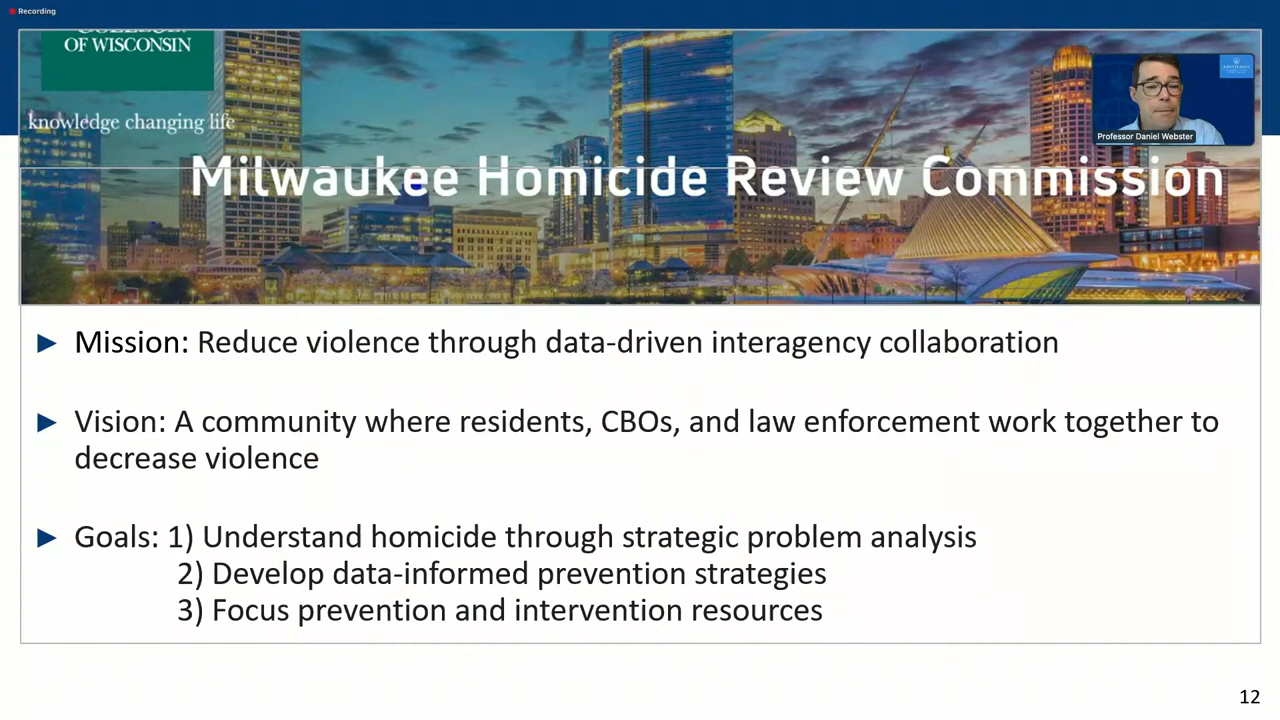 Recording
OF WISCONSIN
knowledge changing life
Professor Daniel Webster
Milwaukee Homicide Review Commission
► Mission: Reduce violence through data-driven interagency collaboration
► Vision: A community where residents, CBOs, and law enforcement work together to
decrease violence
► Goals: 1) Understand homicide through strategic problem analysis
2) Develop data-informed prevention strategies
3) Focus prevention and intervention resources
12